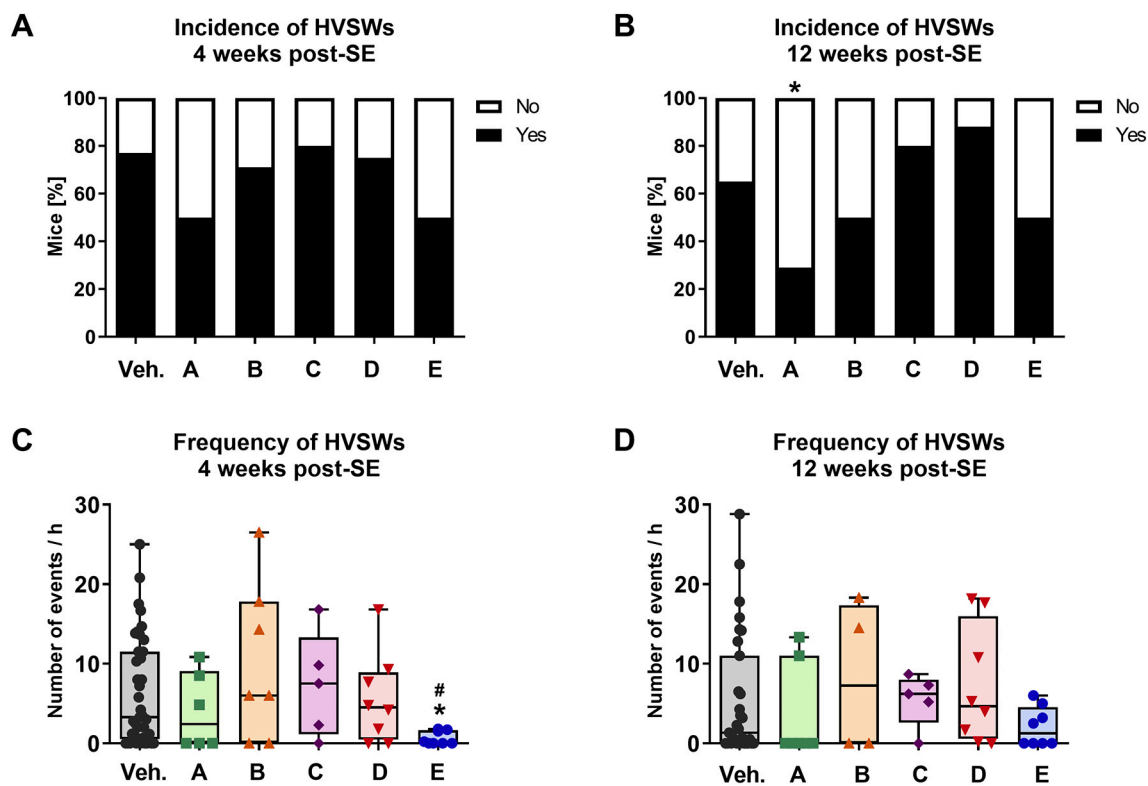 A
Incidence of HVSWs
4 weeks post-SE
Mice [%]
100
80
60
40
20
0
Veh. A B C D E
No
Yes
B
Incidence of HVSWs
12 weeks post-SE
Mice [%]
100
80
60
40
20
0
*
Veh. A B C D E
No
Yes
C
Frequency of HVSWs
4 weeks post-SE
Number of events / h
30
20
10
0
#
*
Veh. A B C D E
D
Frequency of HVSWs
12 weeks post-SE
Number of events / h
30
20
10
0
Veh. A B C D E